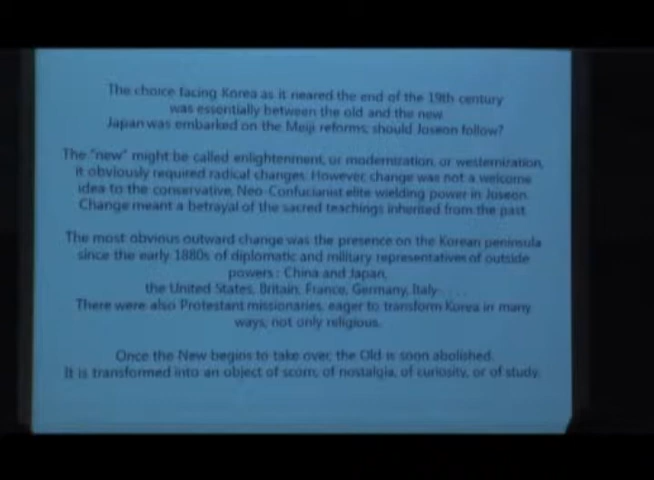 The choice facing Korea as it neared the end of the 19th century
was essentially between the old and the new
Japan was embarked on the Meiji reforms; should Joseon follow?
The "new" might be called enlightenment, or modernization, or westernization,
it obviously required radical changes. However, change was not a welcome
idea to the conservative, Neo-Confucianist elite wielding power in Joseon.
Change meant a betrayal of the sacred teachings inherited from the past.
The most obvious outward change was the presence on the Korean peninsula
since the early 1880s of diplomatic and military representatives of outside
powers : China and Japan,
the United States, Britain, France, Germany, Italy . . . .
There were also Protestant missionaries, eager to transform Korea in many
ways, not only religious.
Once the New begins to take over, the Old is soon abolished.
It is transformed into an object of scorn, of nostalgia, of curiosity, or of study.